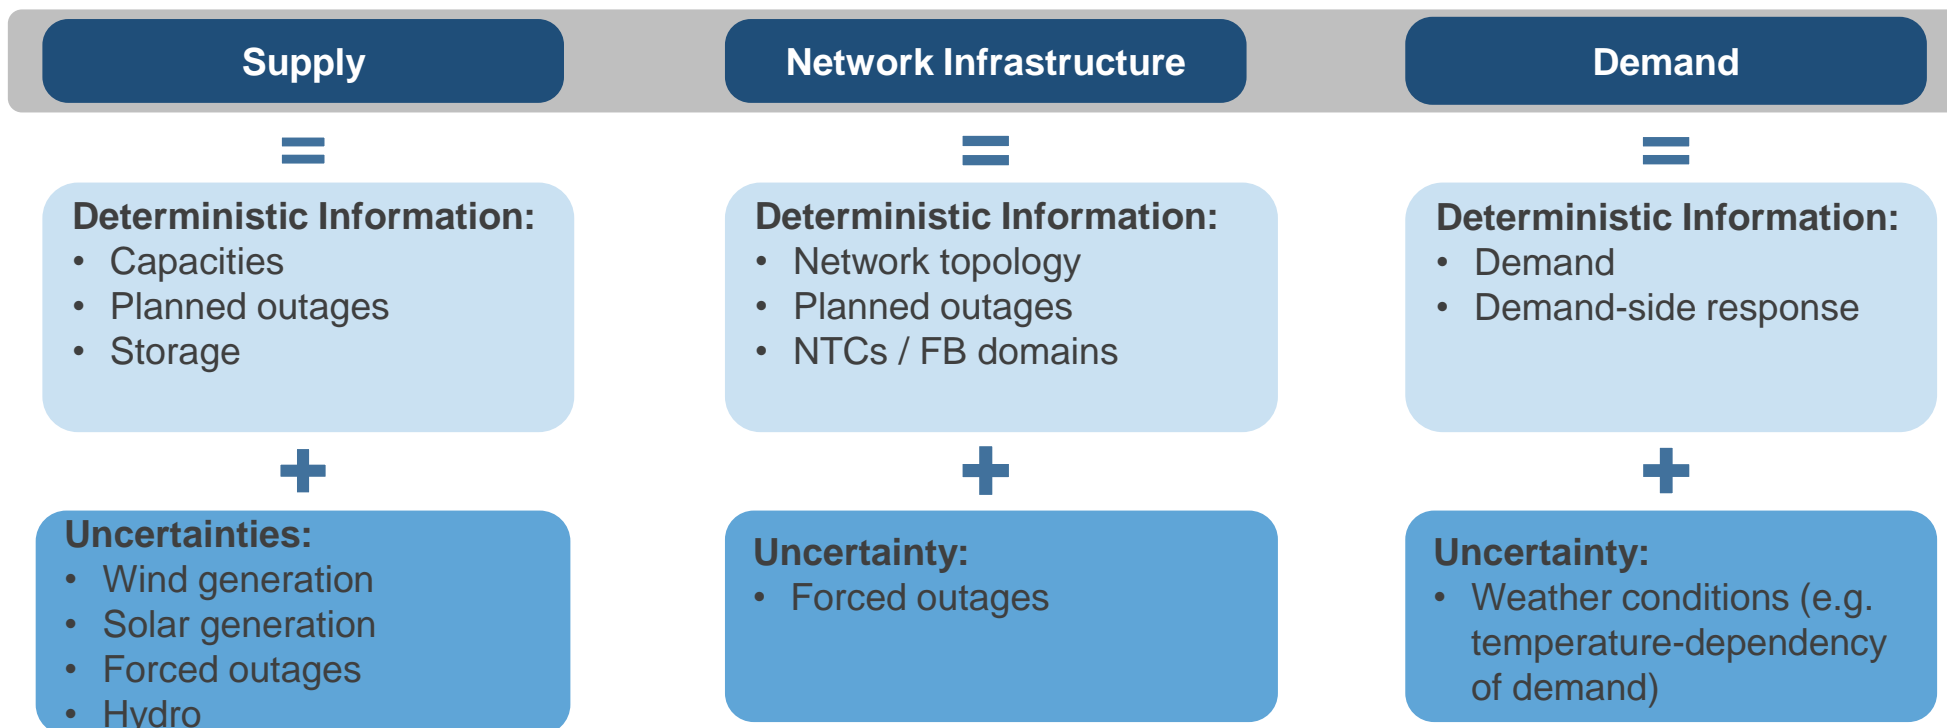 Supply
Network Infrastructure
Demand
=
=
=
Deterministic Information:
• Capacities
• Planned outages
• Storage
Deterministic Information:
• Network topology
• Planned outages
• NTCs / FB domains
Deterministic Information:
• Demand
• Demand-side response
+
+
+
Uncertainties:
• Wind generation
• Solar generation
• Forced outages
• Hydro
Uncertainty:
• Forced outages
Uncertainty:
• Weather conditions (e.g.
temperature-dependency
of demand)